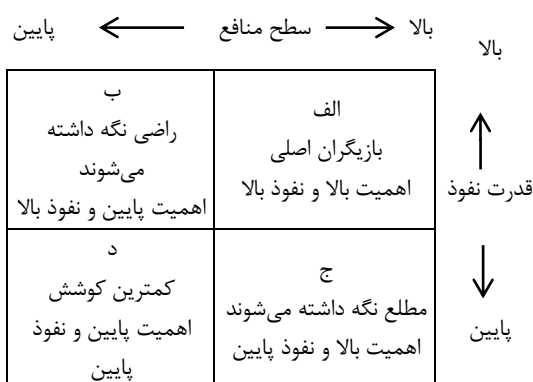 بالا سطح منافع پایین
بالا
الف
بازیگران اصلی
اهمیت بالا و نفوذ بالا
ب
راضی نگه داشته
می‌شوند
اهمیت پایین و نفوذ بالا
قدرت نفوذ
ج
مطلع نگه داشته می‌شوند
اهمیت بالا و نفوذ پایین
د
کمترین کوشش
اهمیت پایین و نفوذ
پایین
پایین